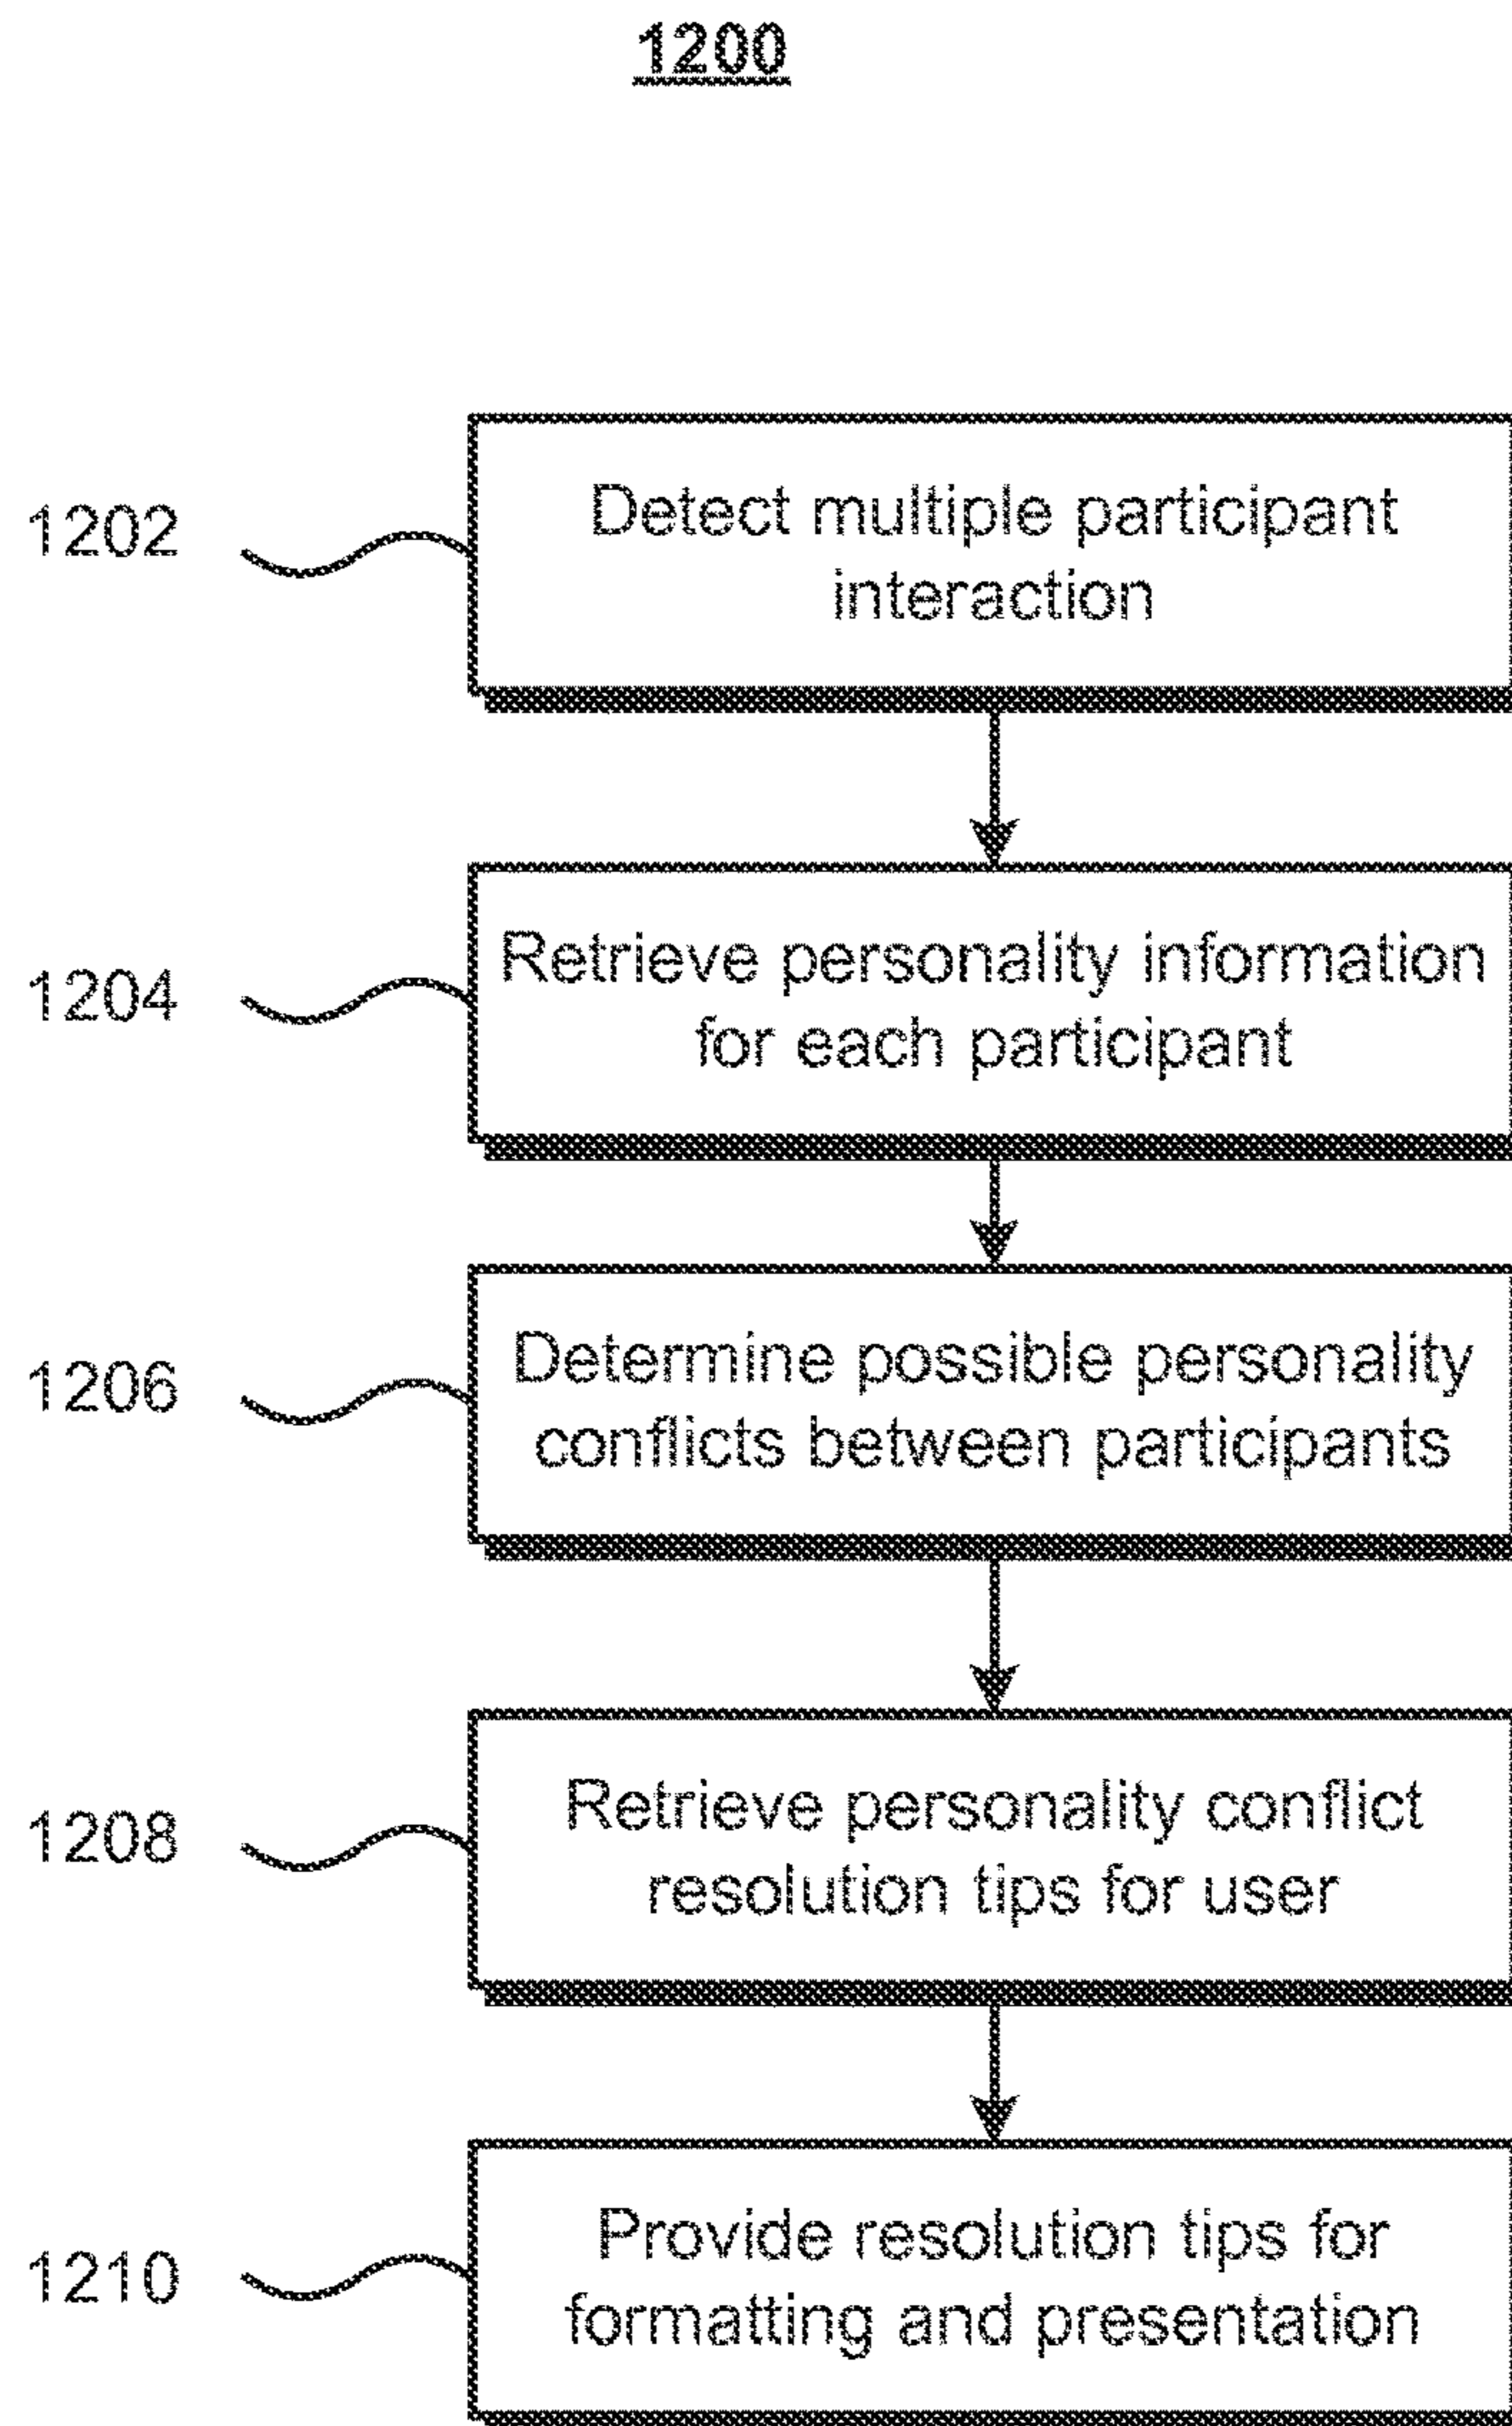 1200
1202
Detect multiple participant
interaction
1204
Retrieve personality information
for each participant
1206
Determine possible personality
conflicts between participants
1208
Retrieve personality conflict
resolution tips for user
1210
Provide resolution tips for
formatting and presentation